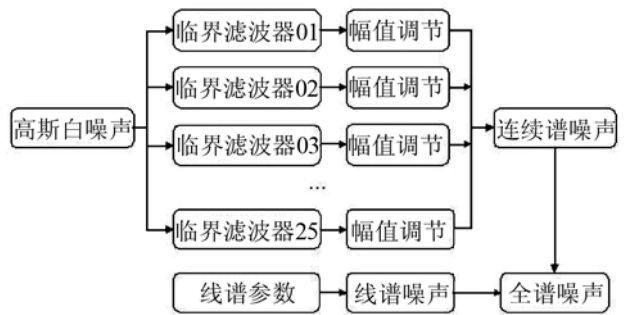 临界滤波器01
幅值调节
临界滤波器02
幅值调节
高斯白噪声
临界滤波器03
幅值调节
连续谱噪声
...
临界滤波器25
幅值调节
线谱参数
线谱噪声
全谱噪声